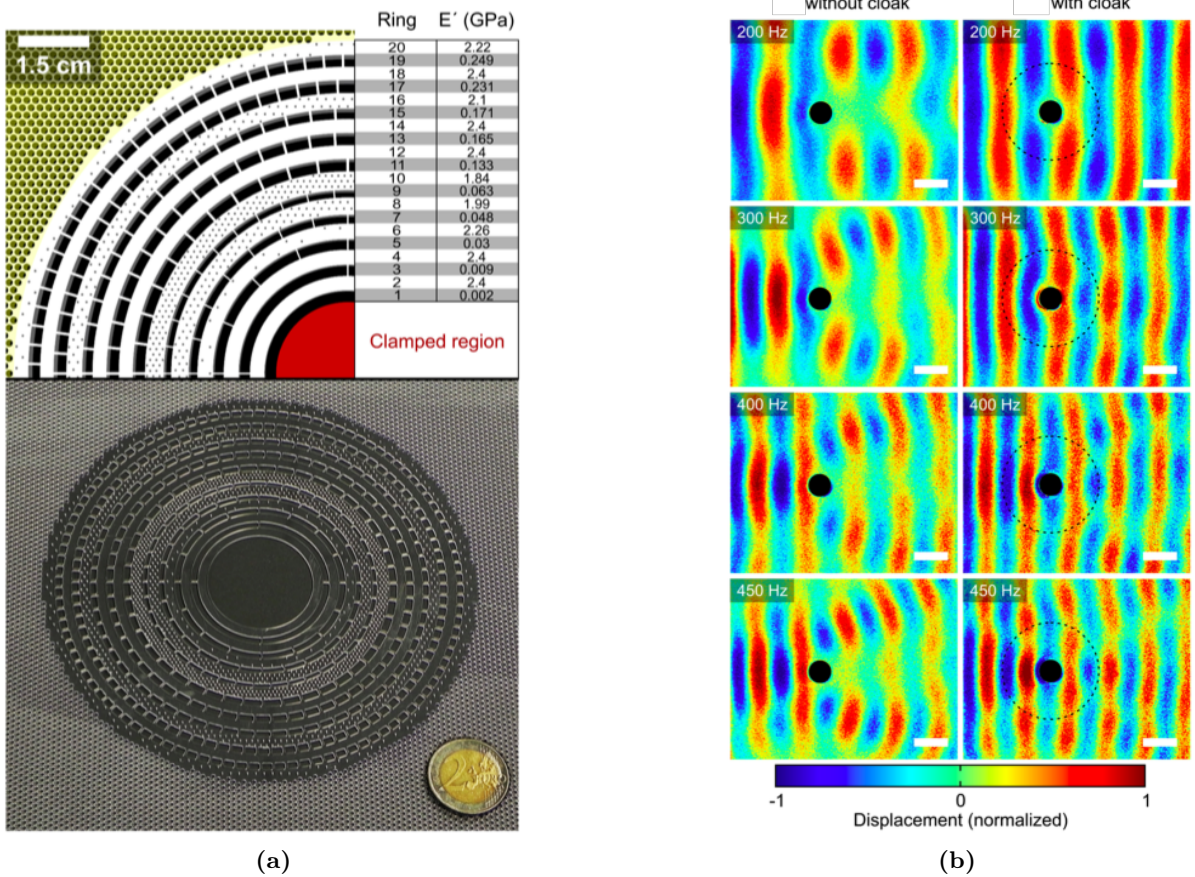 Ring E´ (GPa)
1.5 cm
20 2.22
19 0.249
18 2.4
17 0.231
16 2.1
15 0.171
14 2.4
13 0.165
12 2.4
11 0.133
10 1.84
9 0.063
8 1.99
7 0.048
6 2.26
5 0.03
4 2.4
3 0.009
2 2.4
1 0.002
Clamped region
2
(a)
without cloak with cloak
200 Hz 200 Hz
300 Hz 300 Hz
400 Hz 400 Hz
450 Hz 450 Hz
-1 0 1
Displacement (normalized)
(b)